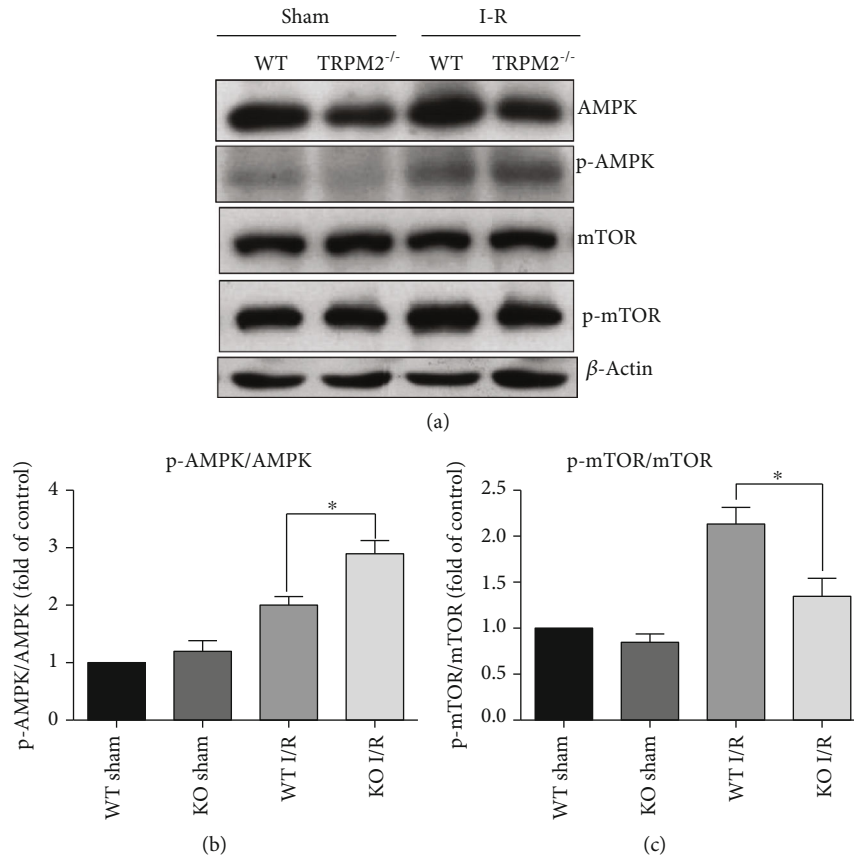 Sham I-R
WT TRPM2-/- WT TRPM2-/-
AMPK
p-AMPK
mTOR
p-mTOR
β-Actin
(a)
p-AMPK/AMPK
p-AMPK/AMPK (fold of control)
4
3
2
1
0
*
WT sham
KO sham
WT I/R
KO I/R
(b)
p-mTOR/mTOR
p-mTOR/mTOR (fold of control)
2.5
2.0
1.5
1.0
0.5
0.0
*
WT sham
KO sham
WT I/R
KO I/R
(c)